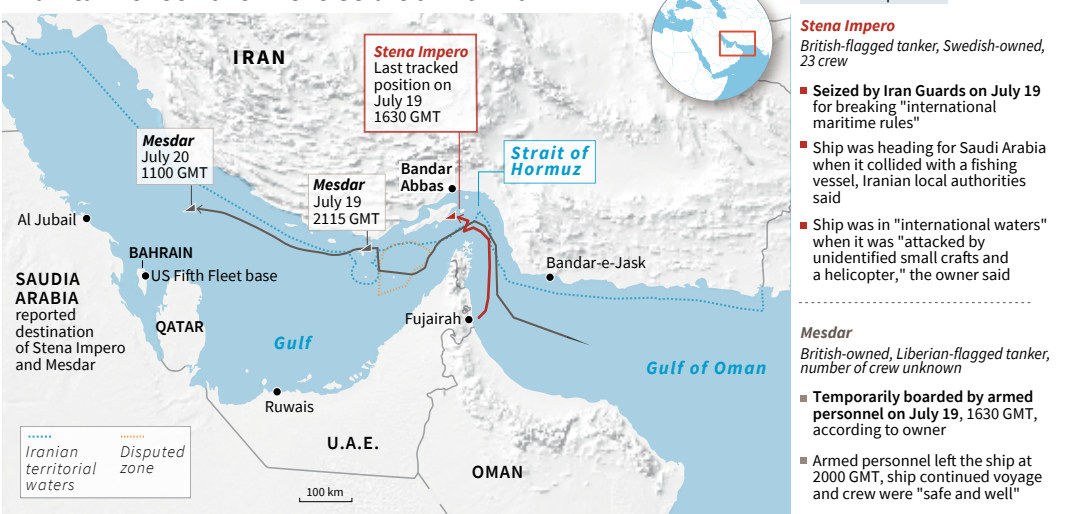 IRAN
Stena Impero
Last tracked
position on
July 19
1630 GMT
Mesdar
July 20
1100 GMT
Mesdar
July 19
2115 GMT
Bandar
Abbas
Strait of
Hormuz
Al Jubail
BAHRAIN
US Fifth Fleet base
Bandar-e-Jask
SAUDIA
ARABIA
reported
destination
of Stena Impero
and Mesdar
QATAR
Fujairah
Gulf
Gulf of Oman
Ruwais
U.A.E.
OMAN
Iranian
territorial
waters
Disputed
zone
100 km
Stena Impero
British-flagged tanker, Swedish-owned,
23 crew
Seized by Iran Guards on July 19
for breaking "international
maritime rules"
Ship was heading for Saudi Arabia
when it collided with a fishing
vessel, Iranian local authorities
said
Ship was in "international waters"
when it was "attacked by
unidentified small crafts and
a helicopter," the owner said
Mesdar
British-owned, Liberian-flagged tanker,
number of crew unknown
Temporarily boarded by armed
personnel on July 19, 1630 GMT,
according to owner
Armed personnel left the ship at
2000 GMT, ship continued voyage
and crew were "safe and well"